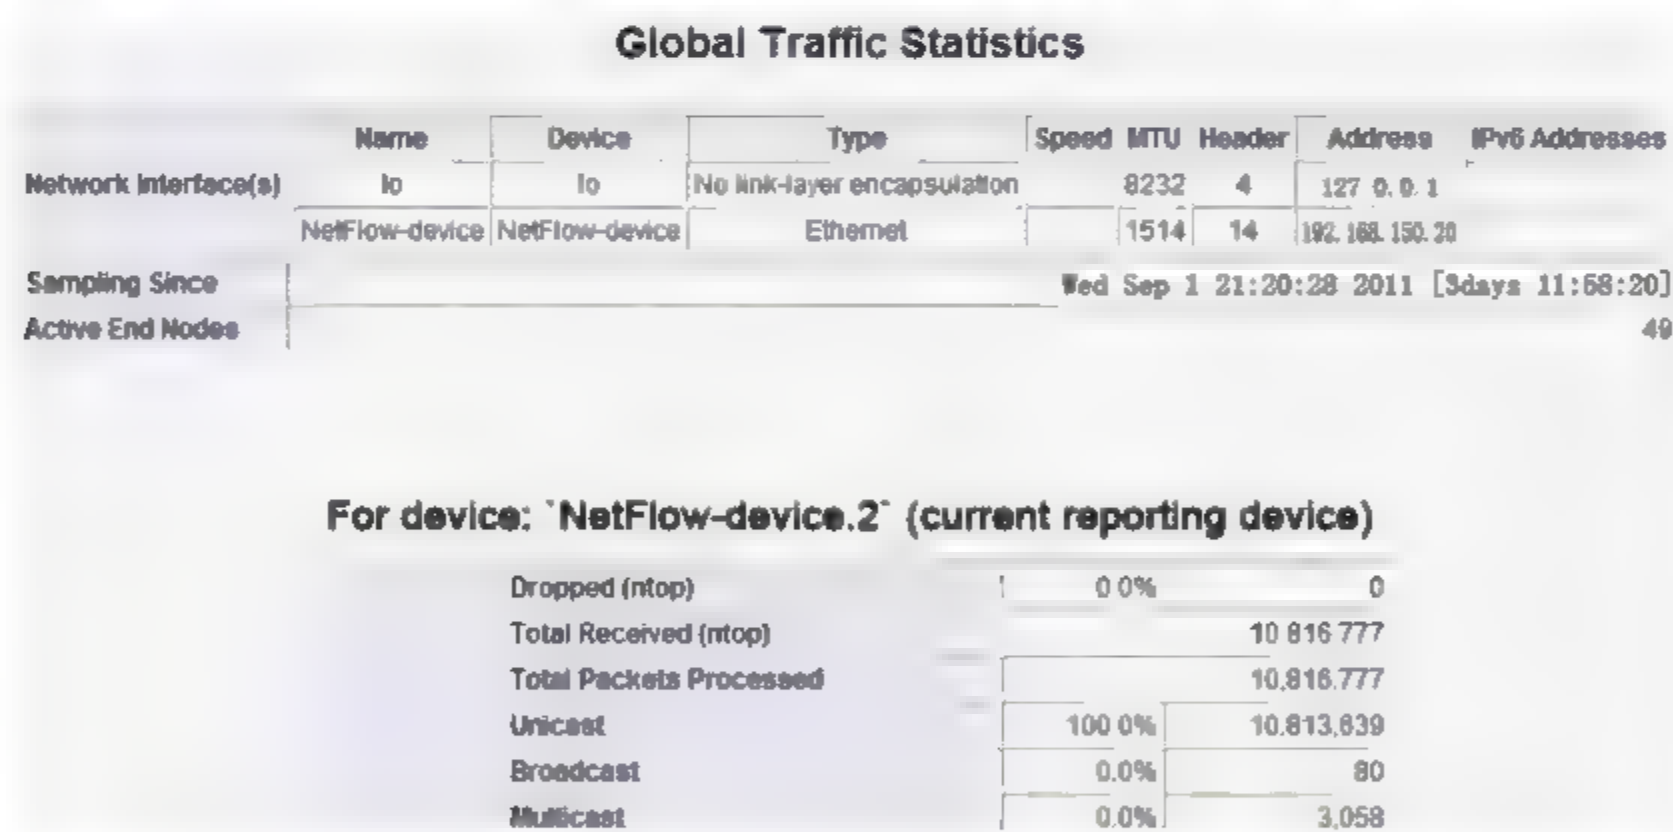 Global Traffic Statistics
Name Device Type Speed MTU Header Address IPv6 Addresses
Network Interface(s) lo lo No link-layer encapsulation 8232 4 127.0.0.1
NetFlow-device NetFlow-device Ethernet 1514 14 192.168.150.20
Sampling Since Wed Sep 1 21:20:28 2011 [3days 11:58:20]
Active End Nodes 49
For device: `NetFlow-device.2` (current reporting device)
Dropped (ntop) 0.0% 0
Total Received (ntop) 10,816,777
Total Packets Processed 10,816,777
Unicast 100.0% 10,813,639
Broadcast 0.0% 80
Multicast 0.0% 3,058